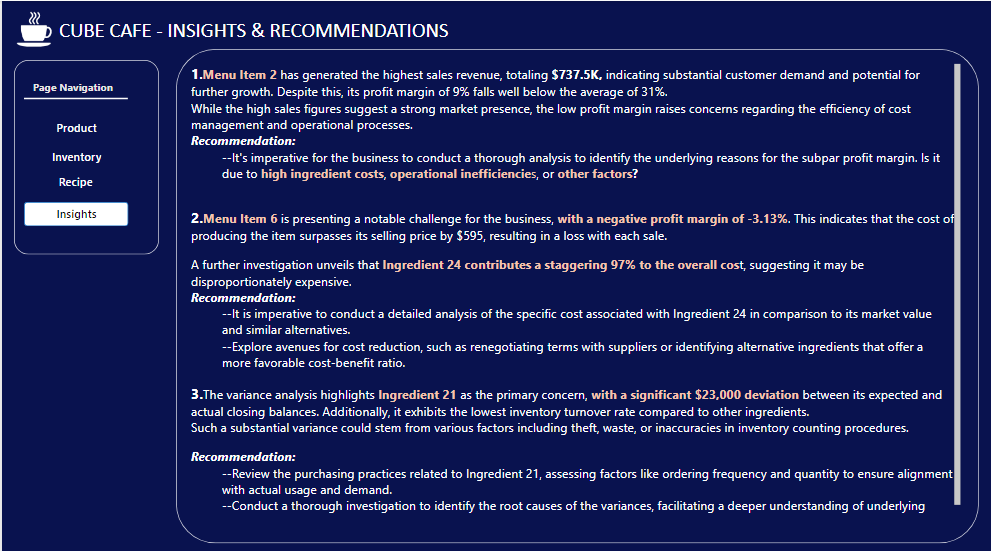 CUBE CAFE - INSIGHTS & RECOMMENDATIONS
Page Navigation
Product
Inventory
Recipe
Insights
1.Menu Item 2 has generated the highest sales revenue, totaling $737.5K, indicating substantial customer demand and potential for
further growth. Despite this, its profit margin of 9% falls well below the average of 31%.
While the high sales figures suggest a strong market presence, the low profit margin raises concerns regarding the efficiency of cost
management and operational processes.
Recommendation:
--It's imperative for the business to conduct a thorough analysis to identify the underlying reasons for the subpar profit margin. Is it
due to high ingredient costs, operational inefficiencies, or other factors?
2.Menu Item 6 is presenting a notable challenge for the business, with a negative profit margin of -3.13%. This indicates that the cost of
producing the item surpasses its selling price by $595, resulting in a loss with each sale.
A further investigation unveils that Ingredient 24 contributes a staggering 97% to the overall cost, suggesting it may be
disproportionately expensive.
Recommendation:
--It is imperative to conduct a detailed analysis of the specific cost associated with Ingredient 24 in comparison to its market value
and similar alternatives.
--Explore avenues for cost reduction, such as renegotiating terms with suppliers or identifying alternative ingredients that offer a
more favorable cost-benefit ratio.
3.The variance analysis highlights Ingredient 21 as the primary concern, with a significant $23,000 deviation between its expected and
actual closing balances. Additionally, it exhibits the lowest inventory turnover rate compared to other ingredients.
Such a substantial variance could stem from various factors including theft, waste, or inaccuracies in inventory counting procedures.
Recommendation:
--Review the purchasing practices related to Ingredient 21, assessing factors like ordering frequency and quantity to ensure alignment
with actual usage and demand.
--Conduct a thorough investigation to identify the root causes of the variances, facilitating a deeper understanding of underlying